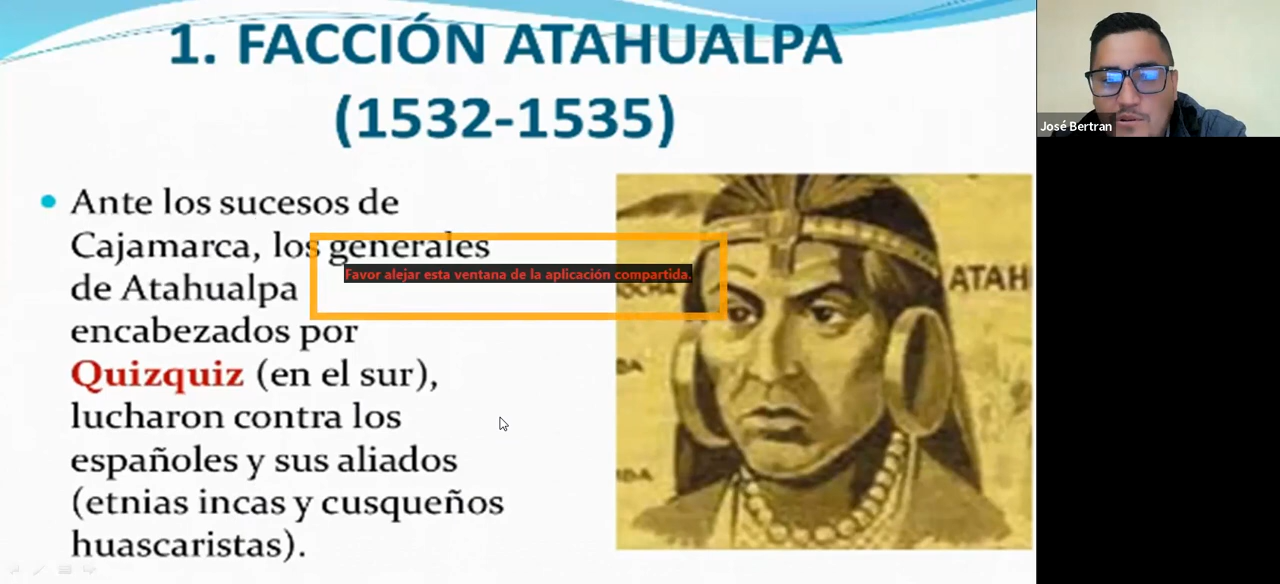 1. FACCIÓN ATAHUALPA
(1532-1535)
José Bertran
• Ante los sucesos de
Cajamarca, los generales
Favor alejar esta ventana de la aplicación compartida.
de Atahualpa
encabezados por
Quizquiz (en el sur),
lucharon contra los
españoles y sus aliados
(etnias incas y cusqueños
huascaristas).
ATAH